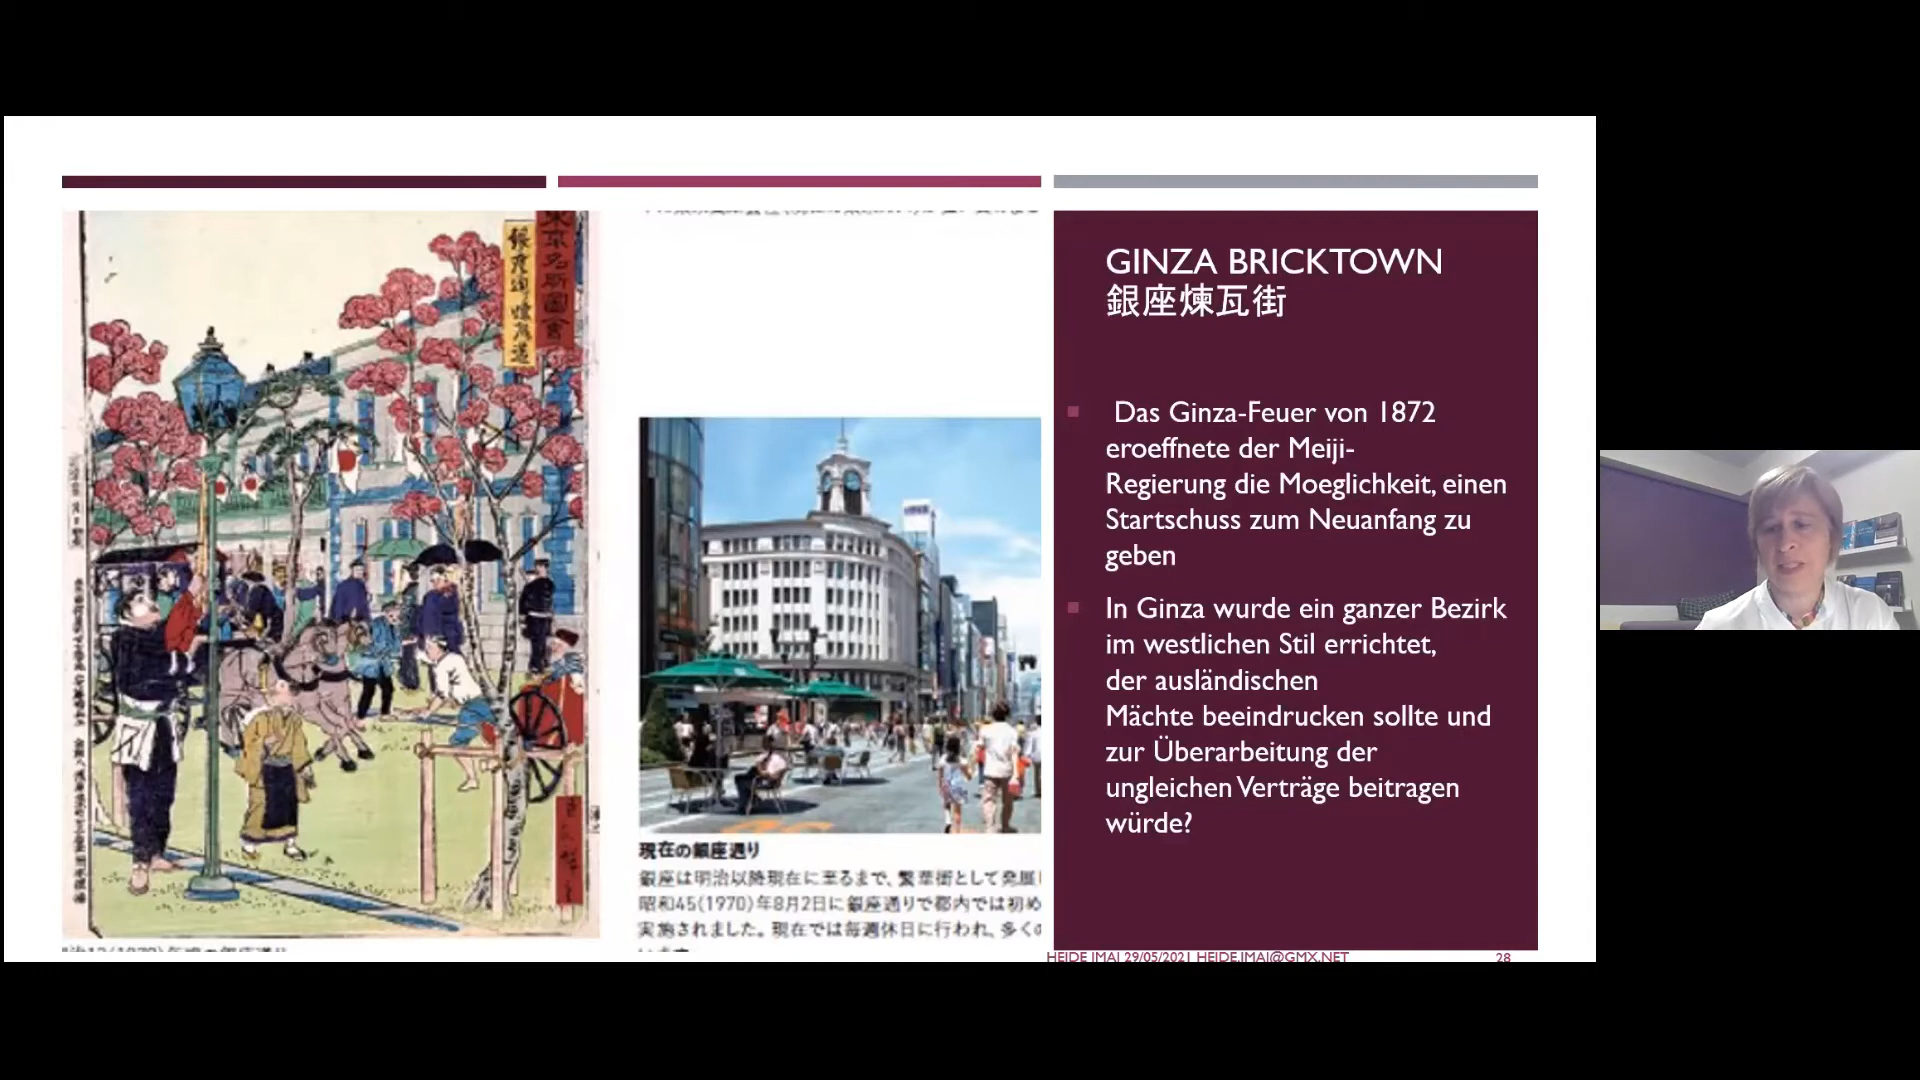 東京名所圖會
GINZA BRICKTOWN
銀座煉瓦街
Das Ginza-Feuer von 1872
eroeffnete der Meiji-
Regierung die Moeglichkeit, einen
Startschuss zum Neuanfang zu
geben
In Ginza wurde ein ganzer Bezirk
im westlichen Stil errichtet,
der ausländischen
Mächte beeindrucken sollte und
zur Überarbeitung der
ungleichen Verträge beitragen
würde?
現在の銀座通り
銀座は明治以降現在に至るまで、繁華街として発展
昭和45(1970)年8月2日に銀座通りで都内では初め
実施されました。現在では毎週休日に行われ、多くの
HEIDE IMAI 29/05/2021 HEIDE.IMAI@GMX.NET
28